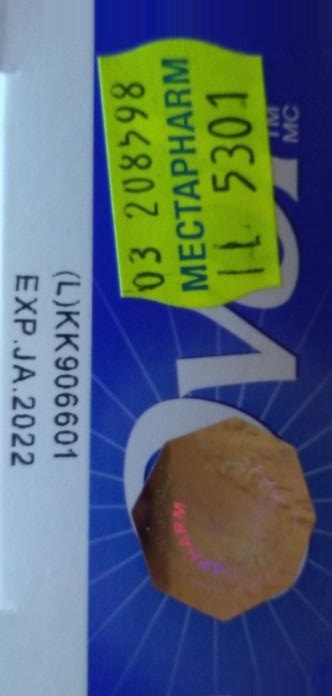 03 208598
MECTAPHARM
IL 5301
TM
MC
(L)KK906601
EXP.JA.2022